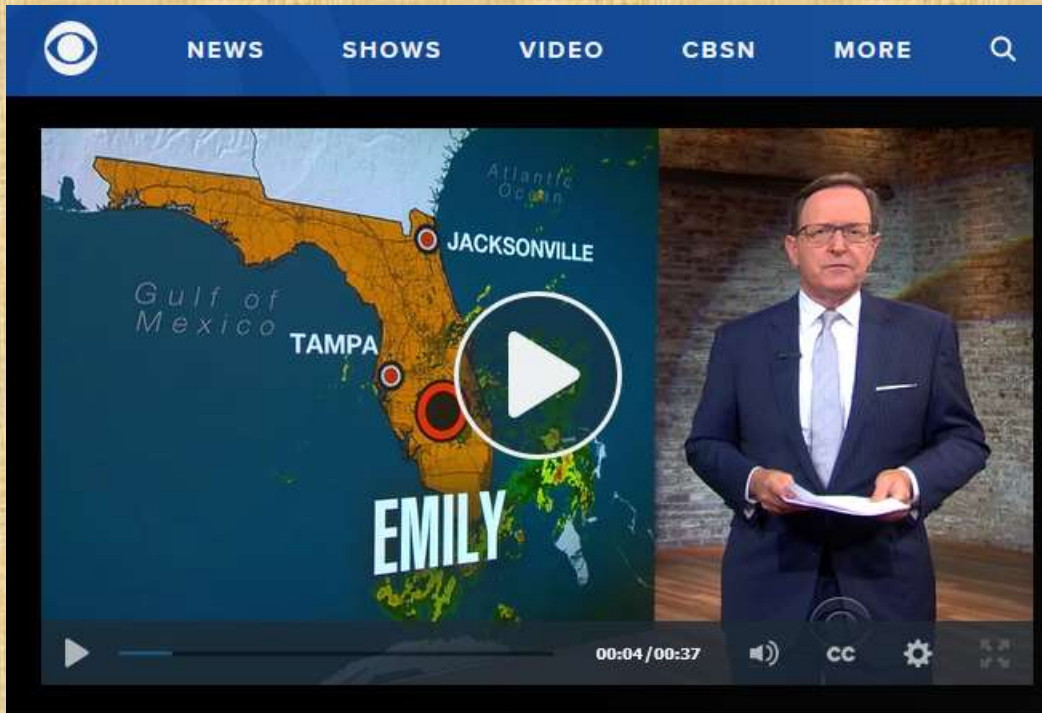 NEWS SHOWS VIDEO CBSN MORE
Atlantic
Ocean
JACKSONVILLE
Gulf of
Mexico
TAMPA
EMILY
00:04/00:37 CC